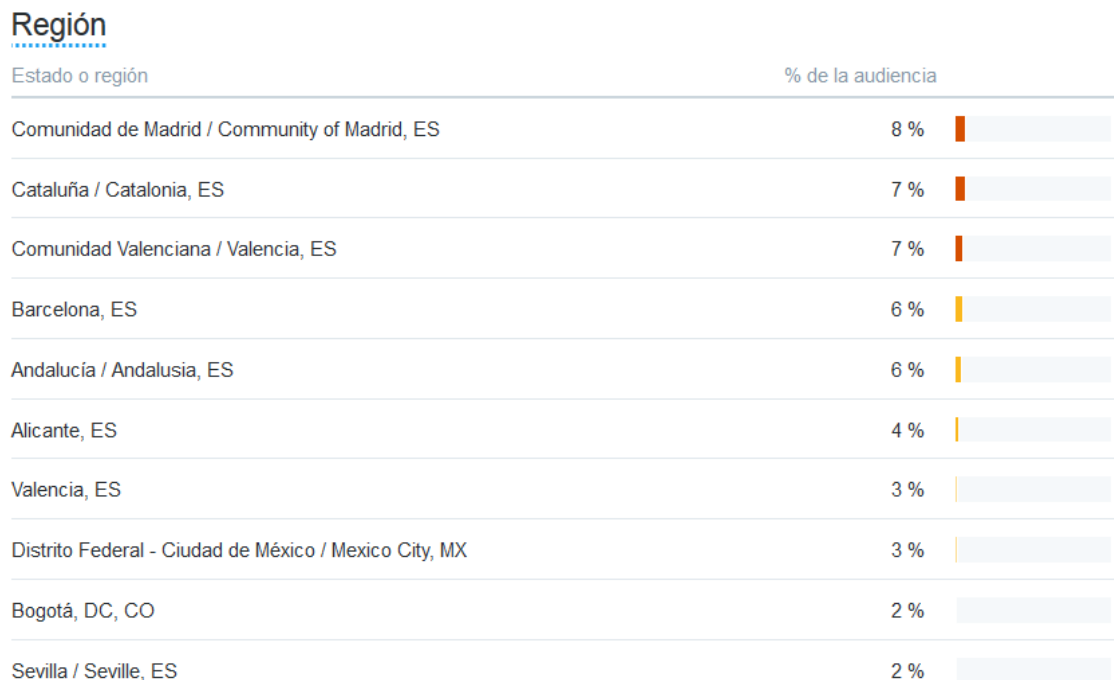 Región
Estado o región % de la audiencia
Comunidad de Madrid / Community of Madrid, ES 8 %
Cataluña / Catalonia, ES 7 %
Comunidad Valenciana / Valencia, ES 7 %
Barcelona, ES 6 %
Andalucía / Andalusia, ES 6 %
Alicante, ES 4 %
Valencia, ES 3 %
Distrito Federal - Ciudad de México / Mexico City, MX 3 %
Bogotá, DC, CO 2 %
Sevilla / Seville, ES 2 %